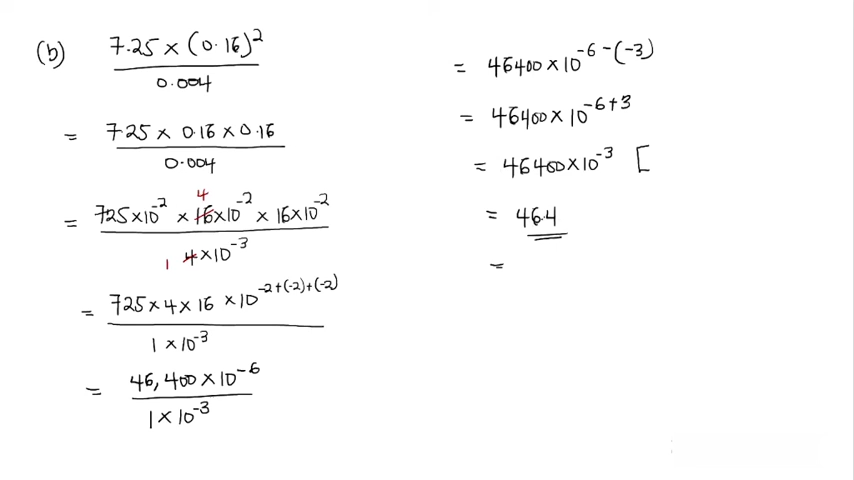 (b) 7.25 × (0.16)²
0.004
= 7.25 × 0.16 × 0.16
0.004
4
= 725×10⁻² × 16×10⁻² × 16×10⁻²
1 4×10⁻³
= 725×4×16 ×10⁻²⁺⁽⁻²⁾⁺⁽⁻²⁾
1 × 10⁻³
= 46,400×10⁻⁶
1×10⁻³
= 46400×10⁻⁶⁻⁽⁻³⁾
= 46400×10⁻⁶⁺³
= 46400×10⁻³ [
= 46.4
=